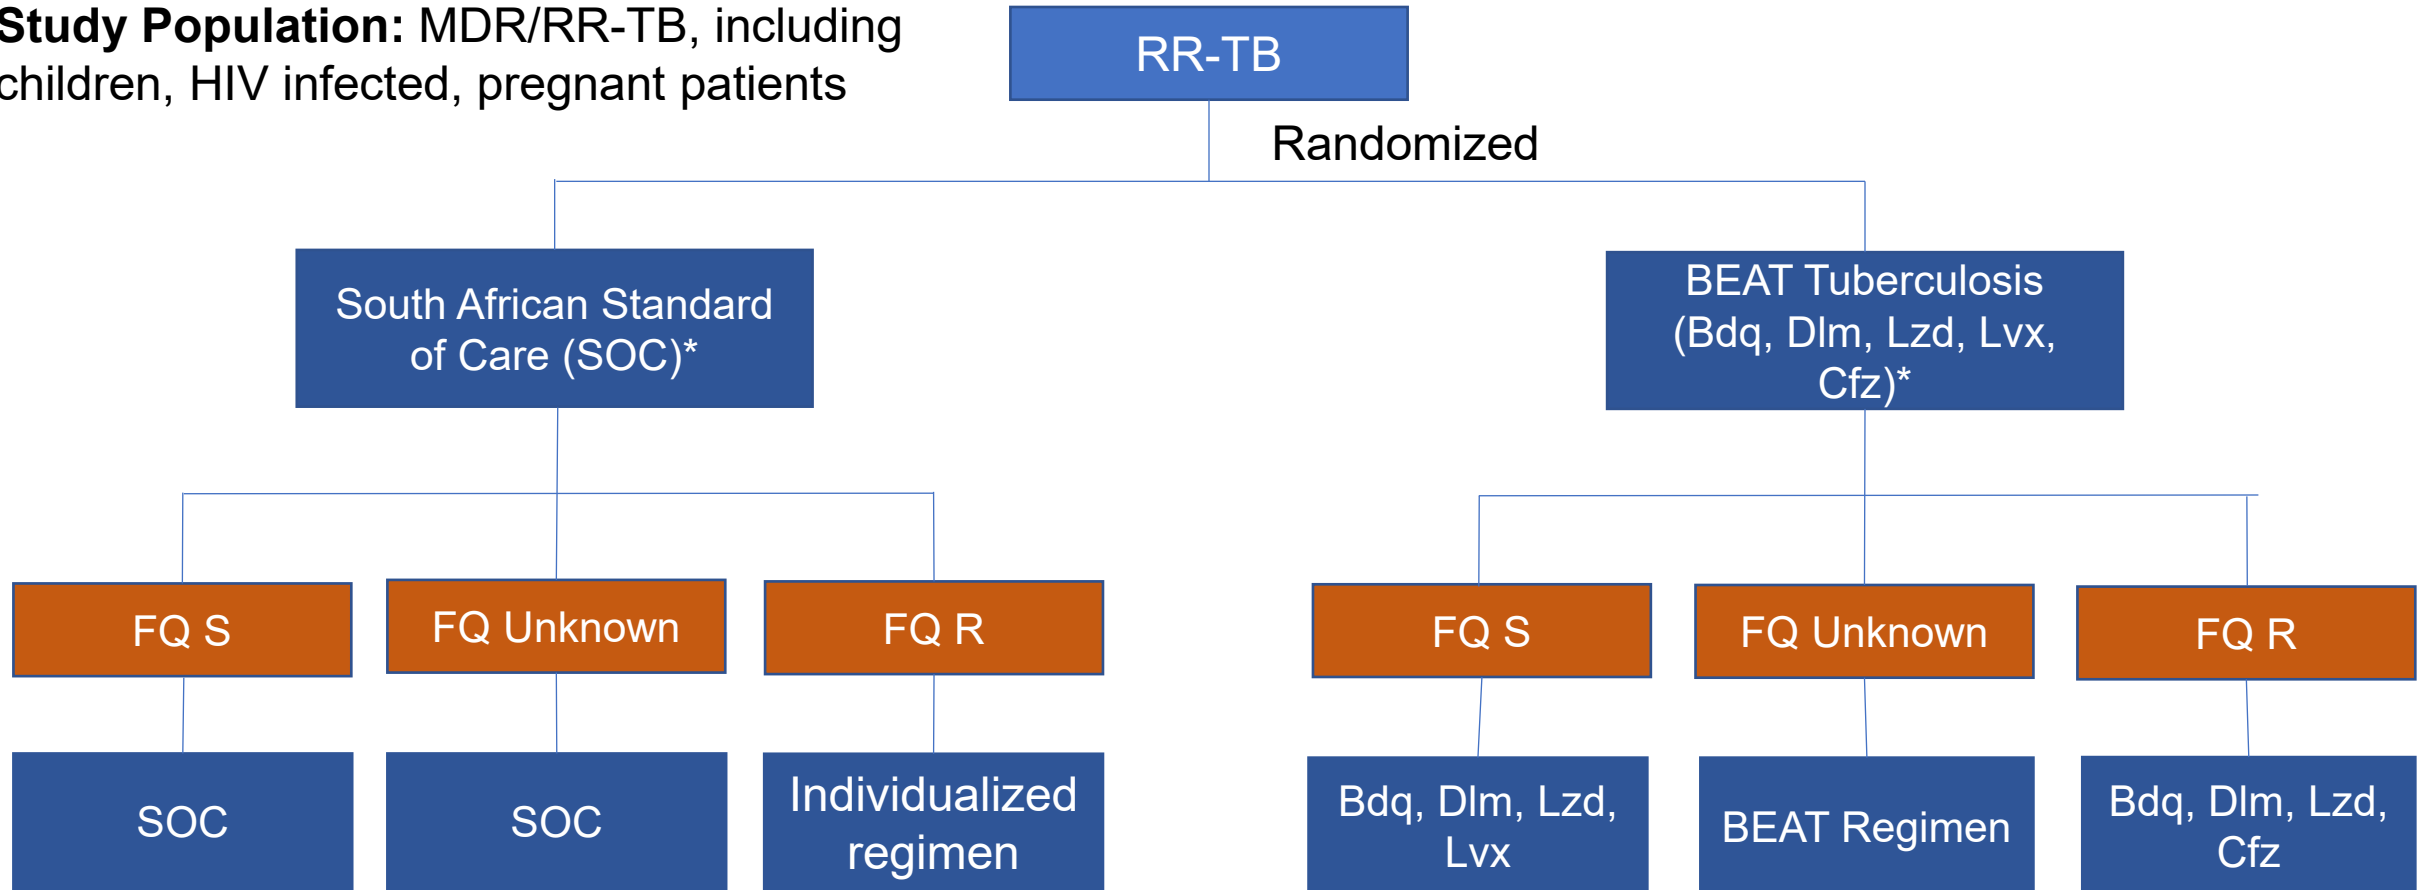 Study Population: MDR/RR-TB, including
children, HIV infected, pregnant patients
RR-TB
Randomized
South African Standard
of Care (SOC)*
BEAT Tuberculosis
(Bdq, Dlm, Lzd, Lvx,
Cfz)*
FQ S
FQ Unknown
FQ R
FQ S
FQ Unknown
FQ R
SOC
SOC
Individualized
regimen
Bdq, Dlm, Lzd,
Lvx
BEAT Regimen
Bdq, Dlm, Lzd,
Cfz